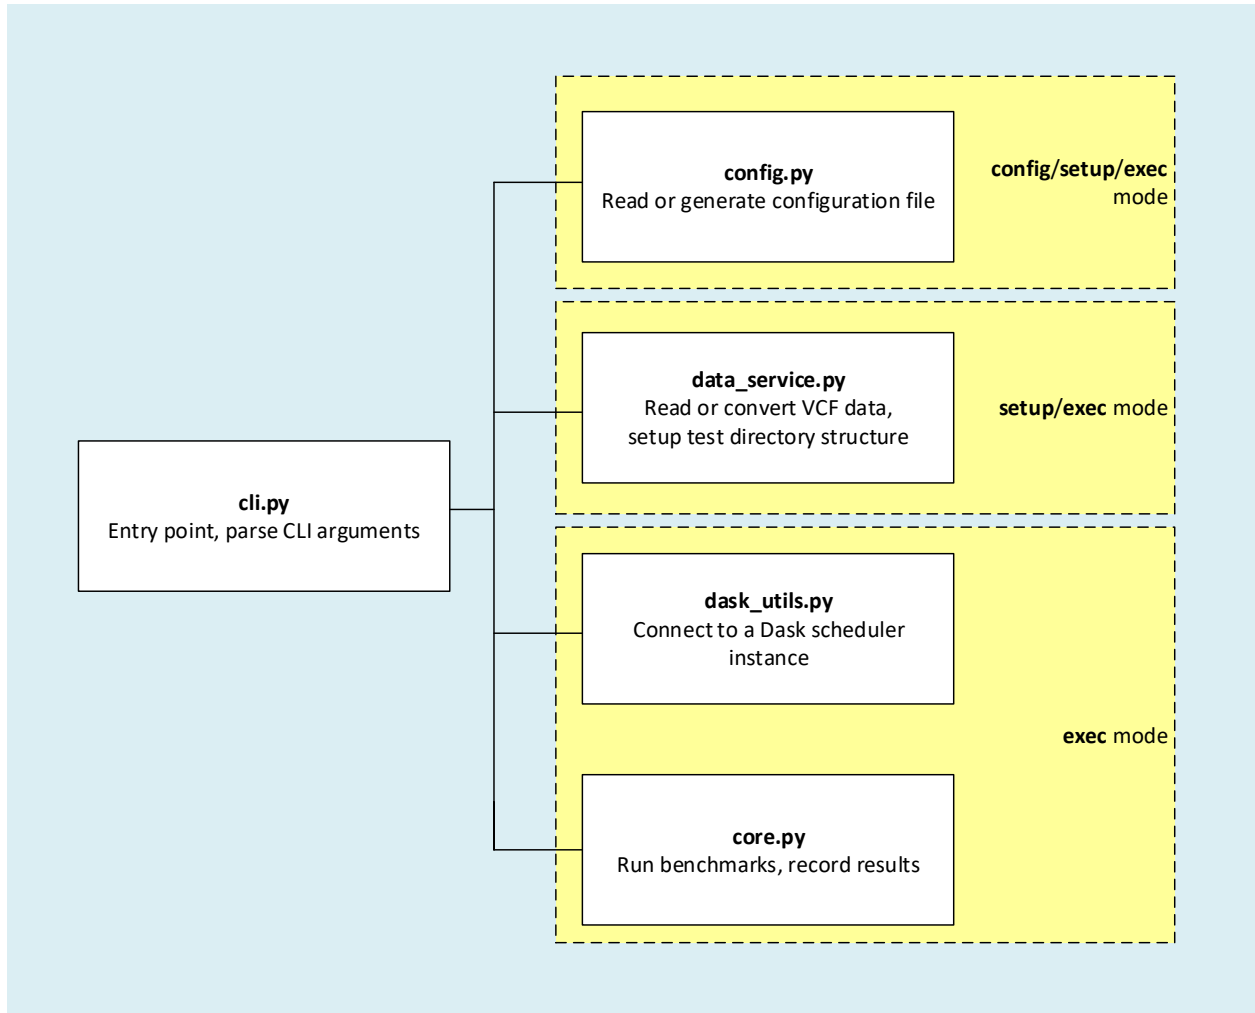 config.py
Read or generate configuration file
config/setup/exec
mode
data_service.py
Read or convert VCF data,
setup test directory structure
setup/exec mode
cli.py
Entry point, parse CLI arguments
dask_utils.py
Connect to a Dask scheduler
instance
exec mode
core.py
Run benchmarks, record results